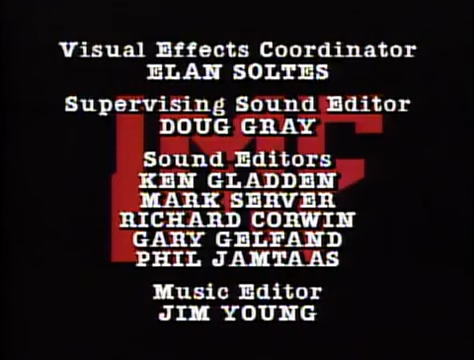 Visual Effects Coordinator
ELAN SOLTES
Supervising Sound Editor
DOUG GRAY
Sound Editors
KEN GLADDEN
MARK SERVER
RICHARD CORWIN
GARY GELFAND
PHIL JAMTAAS
Music Editor
JIM YOUNG
IMF